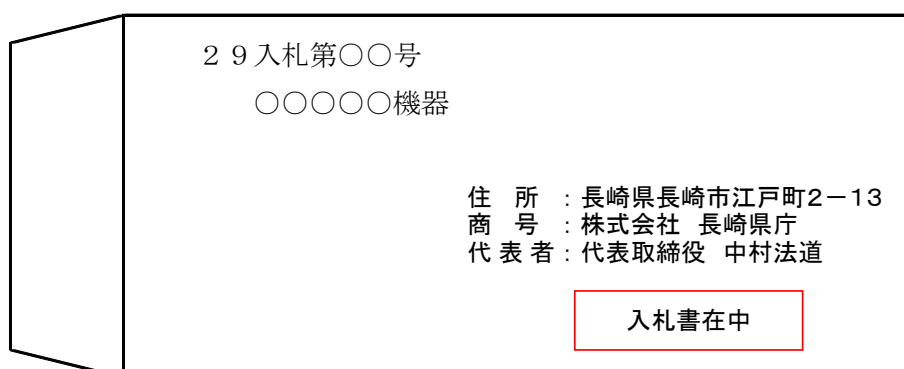 ２９入札第○○号
○○○○○機器
住　所　：長崎県長崎市江戸町２－１３
商　号　：株式会社　長崎県庁
代表者：代表取締役　中村法道
入札書在中